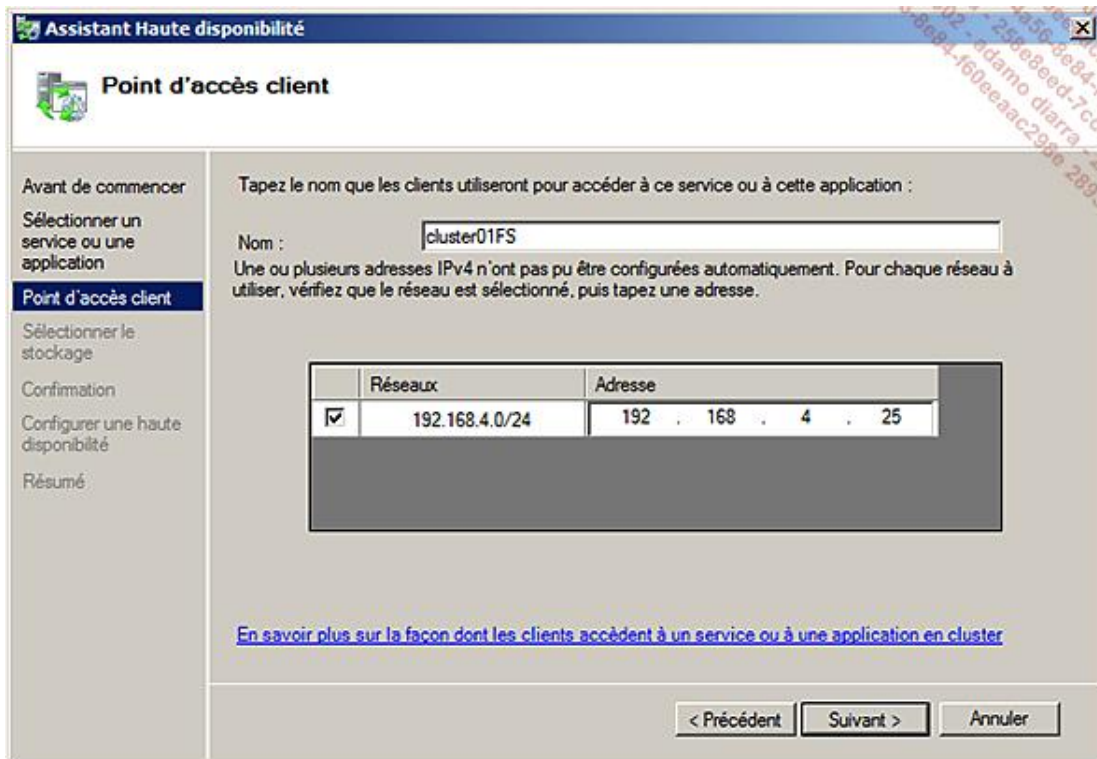 Assistant Haute disponibilité
Point d'accès client
Avant de commencer
Sélectionner un
service ou une
application
Point d'accès client
Sélectionner le
stockage
Confirmation
Configurer une haute
disponibilité
Résumé
Tapez le nom que les clients utiliseront pour accéder à ce service ou à cette application :
Nom : cluster01FS
Une ou plusieurs adresses IPv4 n'ont pas pu être configurées automatiquement. Pour chaque réseau à
utiliser, vérifiez que le réseau est sélectionné, puis tapez une adresse.
Réseaux Adresse
192.168.4.0/24 192 . 168 . 4 . 25
En savoir plus sur la façon dont les clients accèdent à un service ou à une application en cluster
< Précédent Suivant > Annuler
adamo diarra